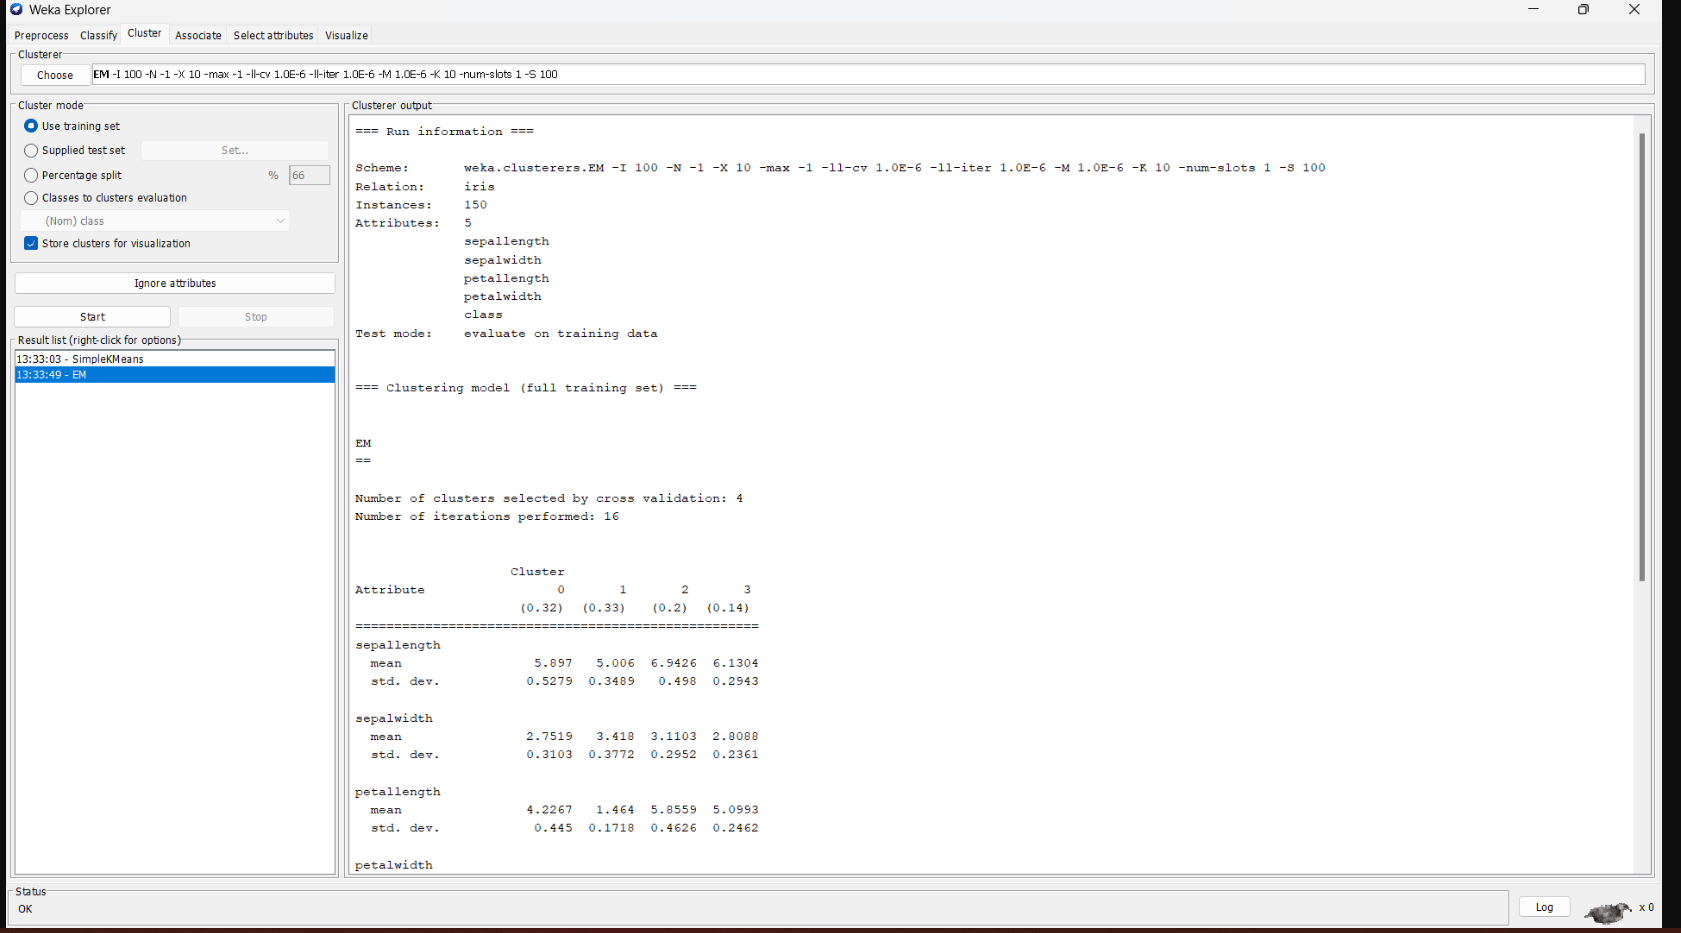 Weka Explorer
Preprocess Classify Cluster Associate Select attributes Visualize
Clusterer
Choose EM -I 100 -N -1 -X 10 -max -1 -ll-cv 1.0E-6 -ll-iter 1.0E-6 -M 1.0E-6 -K 10 -num-slots 1 -S 100
Cluster mode
Use training set
Supplied test set Set...
Percentage split % 66
Classes to clusters evaluation
(Nom) class
Store clusters for visualization
Ignore attributes
Start Stop
Result list (right-click for options)
13:33:03 - SimpleKMeans
13:33:49 - EM
Clusterer output
=== Run information ===
Scheme: weka.clusterers.EM -I 100 -N -1 -X 10 -max -1 -ll-cv 1.0E-6 -ll-iter 1.0E-6 -M 1.0E-6 -K 10 -num-slots 1 -S 100
Relation: iris
Instances: 150
Attributes: 5
sepallength
sepalwidth
petallength
petalwidth
class
Test mode: evaluate on training data
=== Clustering model (full training set) ===
EM
==
Number of clusters selected by cross validation: 4
Number of iterations performed: 16
Cluster
Attribute 0 1 2 3
(0.32) (0.33) (0.2) (0.14)
====================================================
sepallength
mean 5.897 5.006 6.9426 6.1304
std. dev. 0.5279 0.3489 0.498 0.2943
sepalwidth
mean 2.7519 3.418 3.1103 2.8088
std. dev. 0.3103 0.3772 0.2952 0.2361
petallength
mean 4.2267 1.464 5.8559 5.0993
std. dev. 0.445 0.1718 0.4626 0.2462
petalwidth
Status
OK
Log x 0